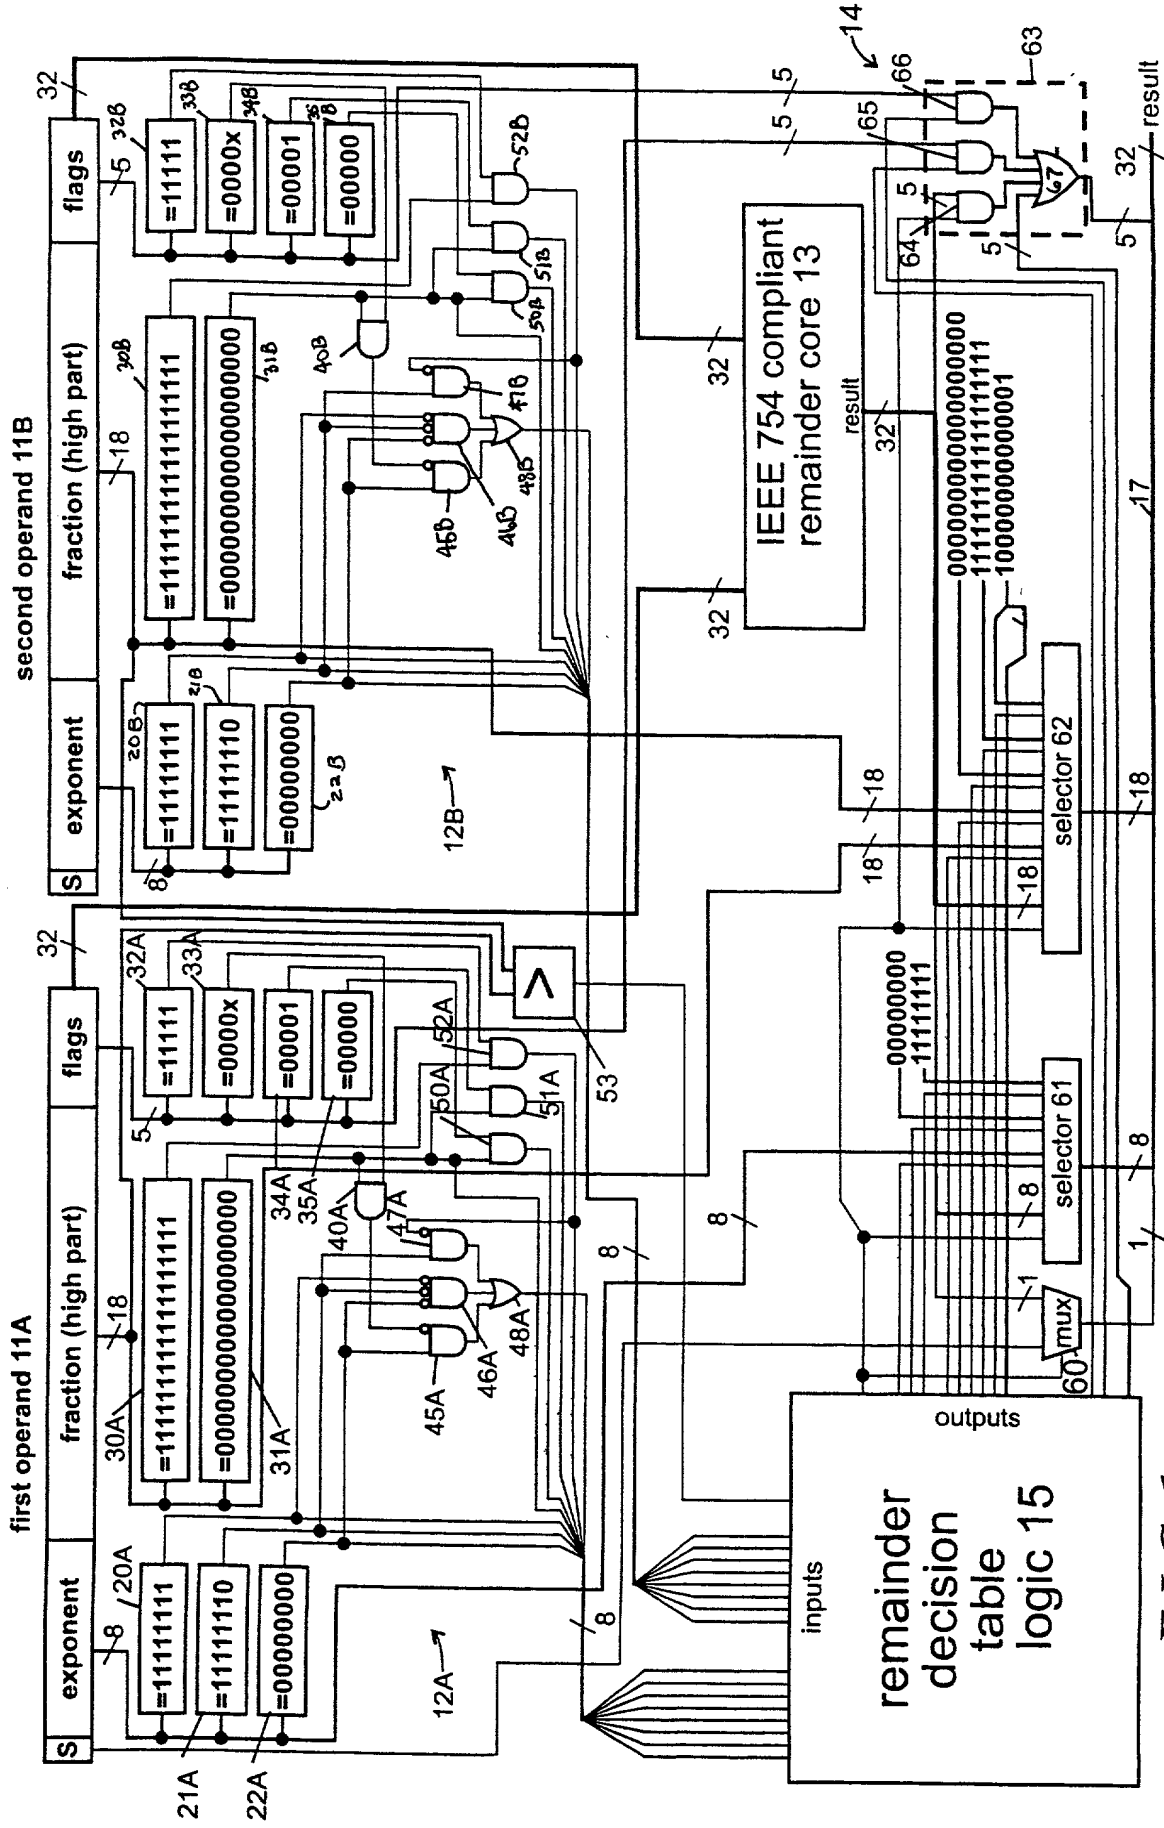 first operand 11A
S
exponent
fraction (high part)
flags
32
8
18
5
=11111111
20A
=11111110
21A
=00000000
22A
30A
31A
=11111
32A
=0000x
33A
=00001
34A
=00000
35A
40A
47A
45A
46A
48A
50A
51A
52A
>
53
12A
8
second operand 11B
S
exponent
fraction (high part)
flags
32
8
18
5
=11111111
20B
=11111110
21B
=00000000
22B
30B
31B
=11111
32B
=0000x
33B
=00001
34B
=00000
35B
40B
47B
45B
46B
48B
50B
51B
52B
12B
8
8
32
32
IEEE 754 compliant
remainder core 13
result
32
5
5
14
66
65
64
63
67
5
5
5
18
18
00000000
11111111
000000000000000000
111111111111111111
1
8
18
mux
60
selector 61
selector 62
remainder
decision
table
logic 15
inputs
outputs
1
8
18
17
32
result